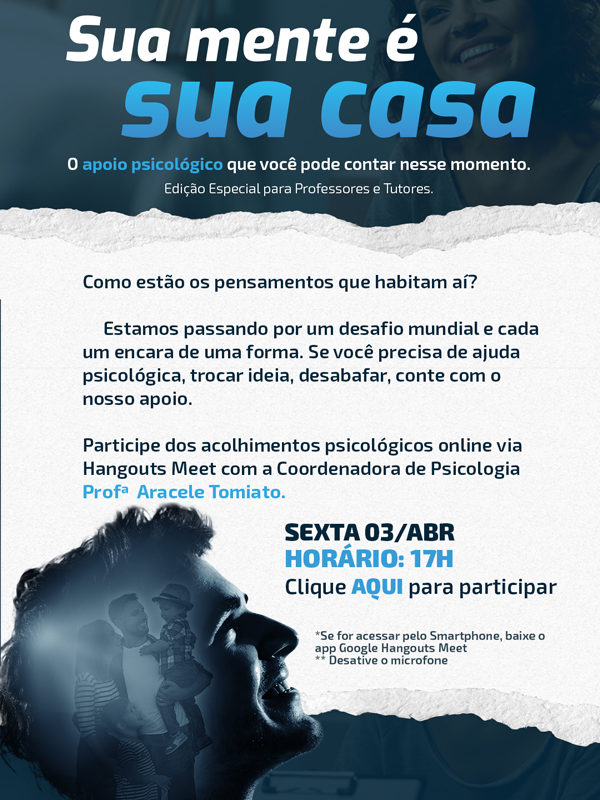 Sua mente é
sua casa
O apoio psicológico que você pode contar nesse momento.
Edição Especial para Professores e Tutores.
Como estão os pensamentos que habitam aí?
Estamos passando por um desafio mundial e cada
um encara de uma forma. Se você precisa de ajuda
psicológica, trocar ideia, desabafar, conte com o
nosso apoio.
Participe dos acolhimentos psicológicos online via
Hangouts Meet com a Coordenadora de Psicologia
Profª Aracele Tomiato.
SEXTA 03/ABR
HORÁRIO: 17H
Clique AQUI para participar
*Se for acessar pelo Smartphone, baixe o
app Google Hangouts Meet
** Desative o microfone